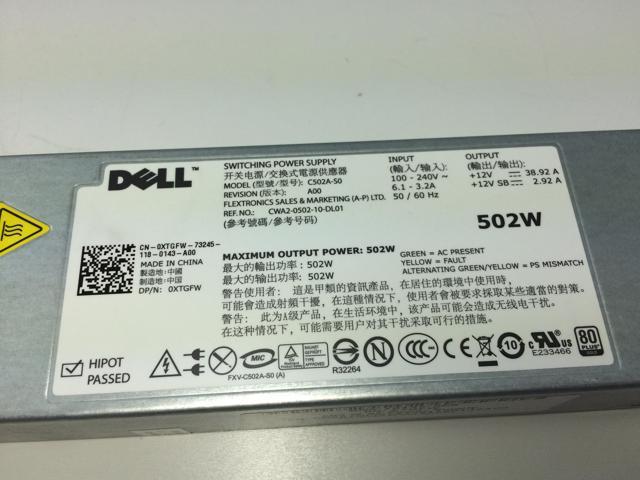 DELL™
SWITCHING POWER SUPPLY
开关电源/交換式電源供應器
MODEL (型號/型号): C502A-S0
REVISION (版本): A00
FLEXTRONICS SALES & MARKETING (A-P) LTD.
REF.NO.: CWA2-0502-10-DL01
(參考號碼/参考号码)
INPUT
(輸入/输入):
100 - 240V~
6.1 - 3.2A
50 / 60 Hz
OUTPUT
(輸出/输出):
+12V 38.92 A
+12V SB 2.92 A
502W
CN-0XTGFW-73245-
118-0143-A00
MADE IN CHINA
製造地:中國
制造地:中国
DP/N: 0XTGFW
MAXIMUM OUTPUT POWER: 502W
最大的輸出功率: 502W
最大的输出功率: 502W
GREEN = AC PRESENT
YELLOW = FAULT
ALTERNATING GREEN/YELLOW = PS MISMATCH
警告使用者: 這是甲類的資訊產品,在居住的環境中使用時,
可能會造成射頻干擾,在這種情況下,使用者會被要求採取某些適當的對策。
警告: 此为A级产品,在生活环境中,该产品可能会造成无线电干扰。
在这种情况下,可能需要用户对其干扰采取可行的措施。
HIPOT
PASSED
MIC
FXV-C502A-S0 (A)
TYPE
APPROVED
R32264
N
CCC
10
c UL us
E233466
80
PLUS